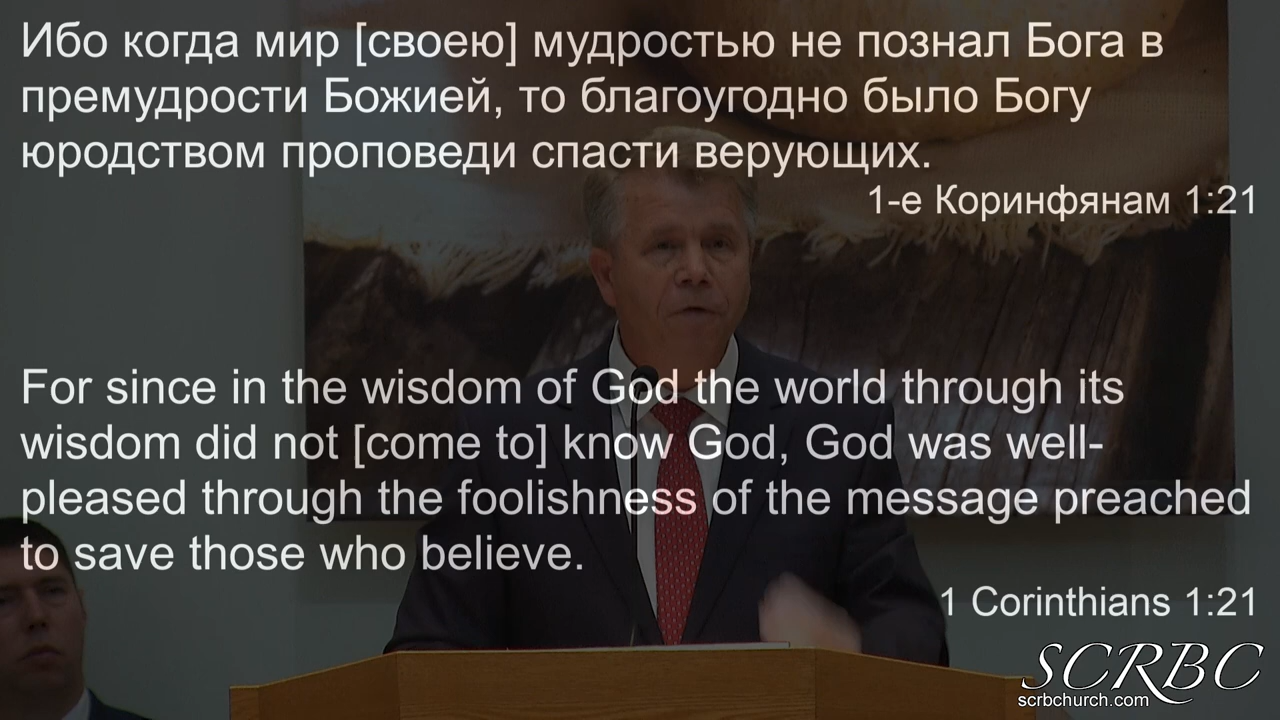 Ибо когда мир [своею] мудростью не познал Бога в
премудрости Божией, то благоугодно было Богу
юродством проповеди спасти верующих.
1-е Коринфянам 1:21
For since in the wisdom of God the world through its
wisdom did not [come to] know God, God was well-
pleased through the foolishness of the message preached
to save those who believe.
1 Corinthians 1:21
SCRBC
scrbchurch.com